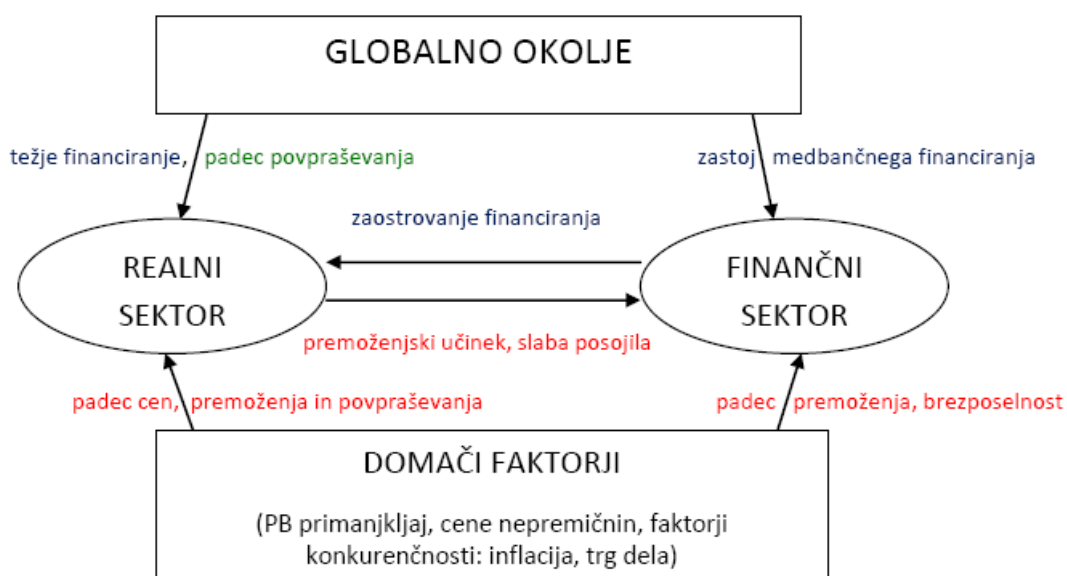 GLOBALNO OKOLJE
težje financiranje, padec povpraševanja
zastoj medbančnega financiranja
zaostrovanje financiranja
REALNI
SEKTOR
FINANČNI
SEKTOR
premoženjski učinek, slaba posojila
padec cen, premoženja in povpraševanja
padec premoženja, brezposelnost
DOMAČI FAKTORJI
(PB primanjkljaj, cene nepremičnin, faktorji
konkurenčnosti: inflacija, trg dela)